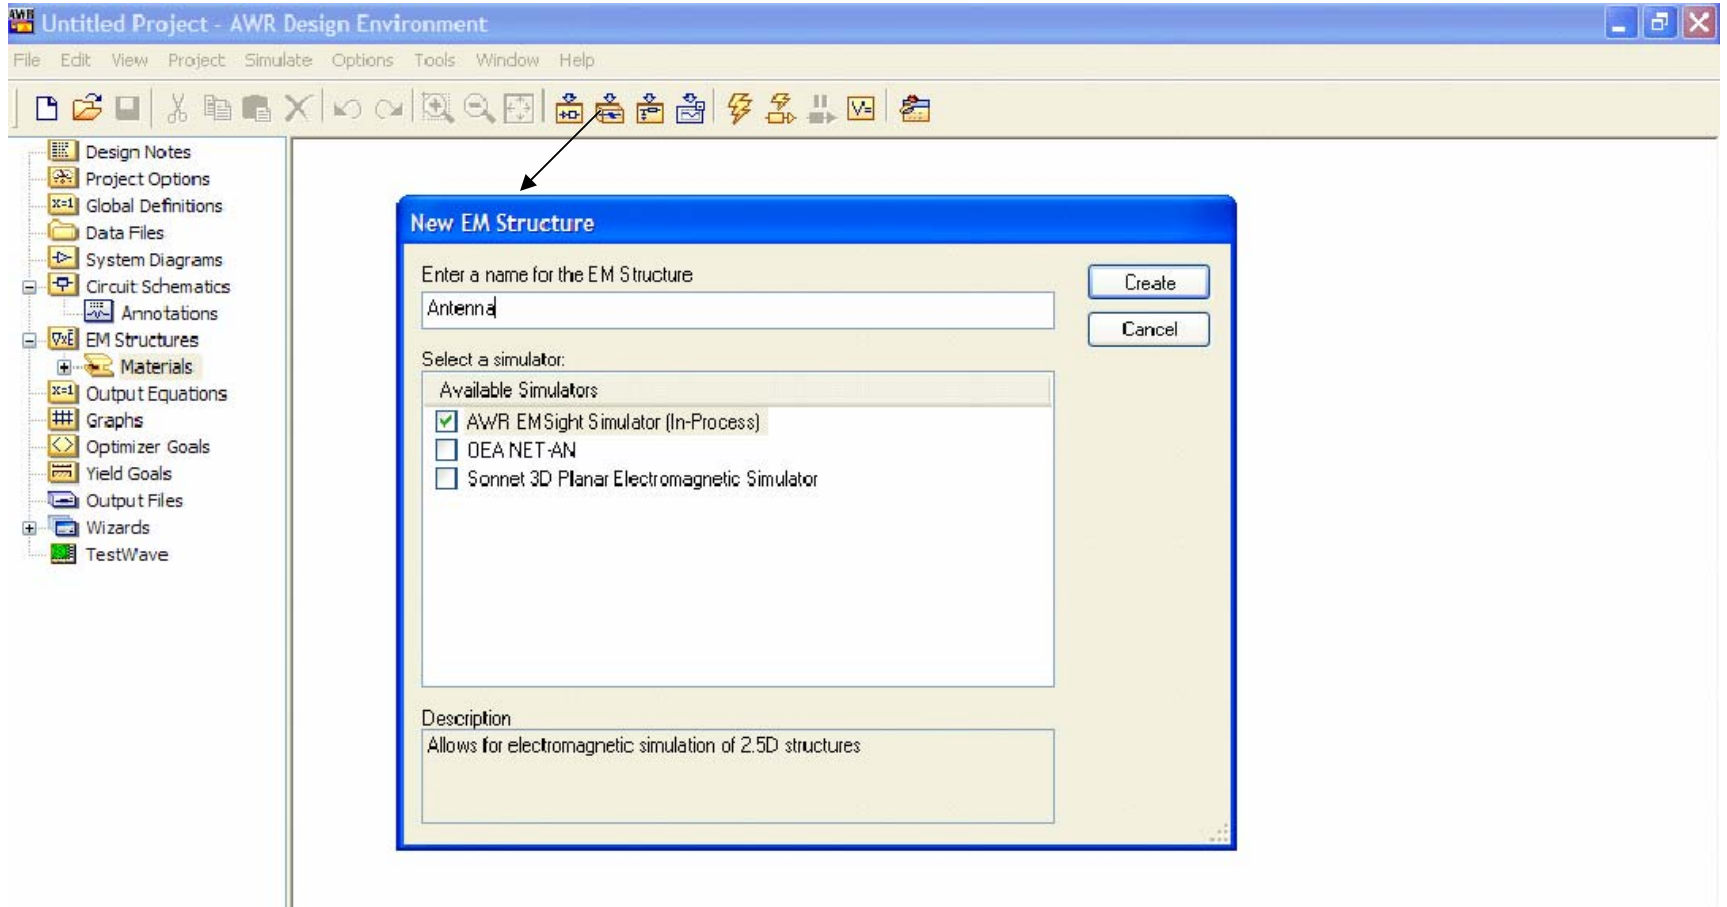 Untitled Project - AWR Design Environment
File Edit View Project Simulate Options Tools Window Help
Design Notes
Project Options
Global Definitions
Data Files
System Diagrams
Circuit Schematics
Annotations
EM Structures
Materials
Output Equations
Graphs
Optimizer Goals
Yield Goals
Output Files
Wizards
TestWave
New EM Structure
Enter a name for the EM Structure
Antenna
Create
Cancel
Select a simulator:
Available Simulators
AWR EMSight Simulator (In-Process)
OEA NET-AN
Sonnet 3D Planar Electromagnetic Simulator
Description
Allows for electromagnetic simulation of 2.5D structures